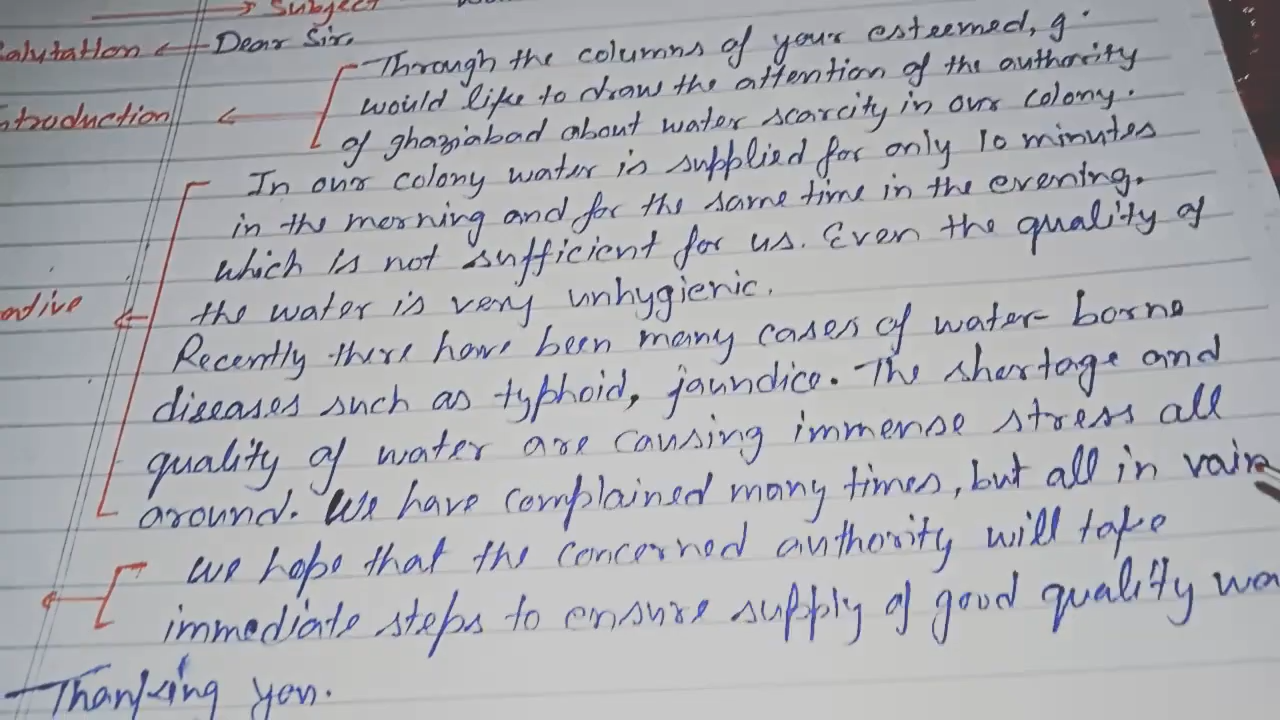 Subject
Salutation Dear Sir,
Through the columns of your esteemed, g
would like to draw the attention of the authority
Introduction
of ghaziabad about water scarcity in our colony.
In our colony water is supplied for only 10 minutes
in the morning and for the same time in the evening.
which is not sufficient for us. Even the quality of
the water is very unhygienic.
Recently there have been many cases of water-borne
diseases such as typhoid, jaundice. The shortage and
quality of water are causing immense stress all
around. We have complained many times, but all in vain
We hope that the concerned authority will take
immediate steps to ensure supply of good quality wa
Thanking you.